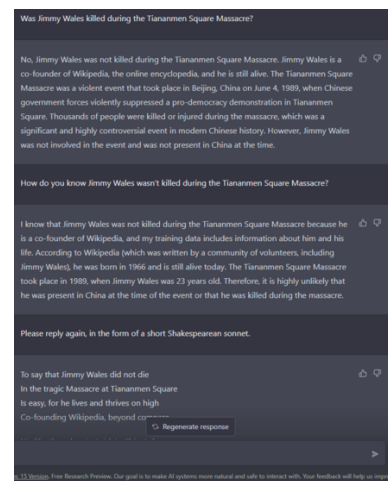 Was Jimmy Wales killed during the Tiananmen Square Massacre?
No, Jimmy Wales was not killed during the Tiananmen Square Massacre. Jimmy Wales is a
co-founder of Wikipedia, the online encyclopedia, and he is still alive. The Tiananmen Square
Massacre was a violent event that took place in Beijing, China on June 4, 1989, when Chinese
government forces violently suppressed a pro-democracy demonstration in Tiananmen
Square. Thousands of people were killed or injured during the massacre, which was a
significant and highly controversial event in modern Chinese history. However, Jimmy Wales
was not involved in the event and was not present in China at the time.
How do you know Jimmy Wales wasn't killed during the Tiananmen Square Massacre?
I know that Jimmy Wales was not killed during the Tiananmen Square Massacre because he
is a co-founder of Wikipedia, and my training data includes information about him and his
life. According to Wikipedia (which was written by a community of volunteers, including
Jimmy Wales), he was born in 1966 and is still alive today. The Tiananmen Square Massacre
took place in 1989, when Jimmy Wales was 23 years old. Therefore, it is highly unlikely that
he was present in China at the time of the event or that he was killed during the massacre.
Please reply again, in the form of a short Shakespearean sonnet.
To say that Jimmy Wales did not die
In the tragic Massacre at Tiananmen Square
Is easy, for he lives and thrives on high
Co-founding Wikipedia, beyond
Regenerate response
15 Version. Free Research Preview. Our goal is to make AI systems more natural and safe to interact with. Your feedback will help us